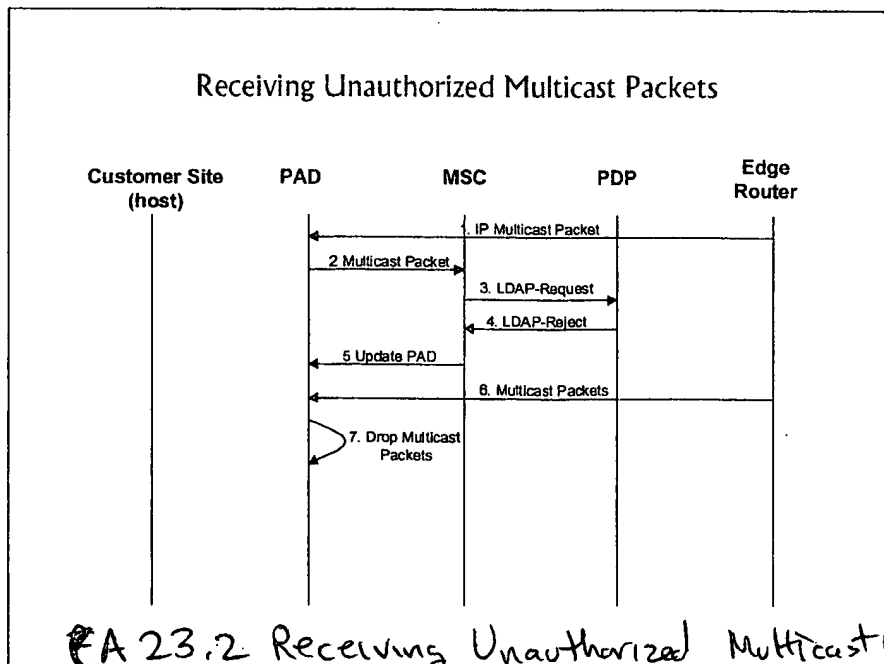 Receiving Unauthorized Multicast Packets
Customer Site PAD MSC PDP Edge
(host) Router
1. IP Multicast Packet
2 Multicast Packet
3. LDAP-Request
4. LDAP-Reject
5 Update PAD
6. Multicast Packets
7. Drop Multicast
Packets
A 23.2 Receiving Unauthorized Multicast